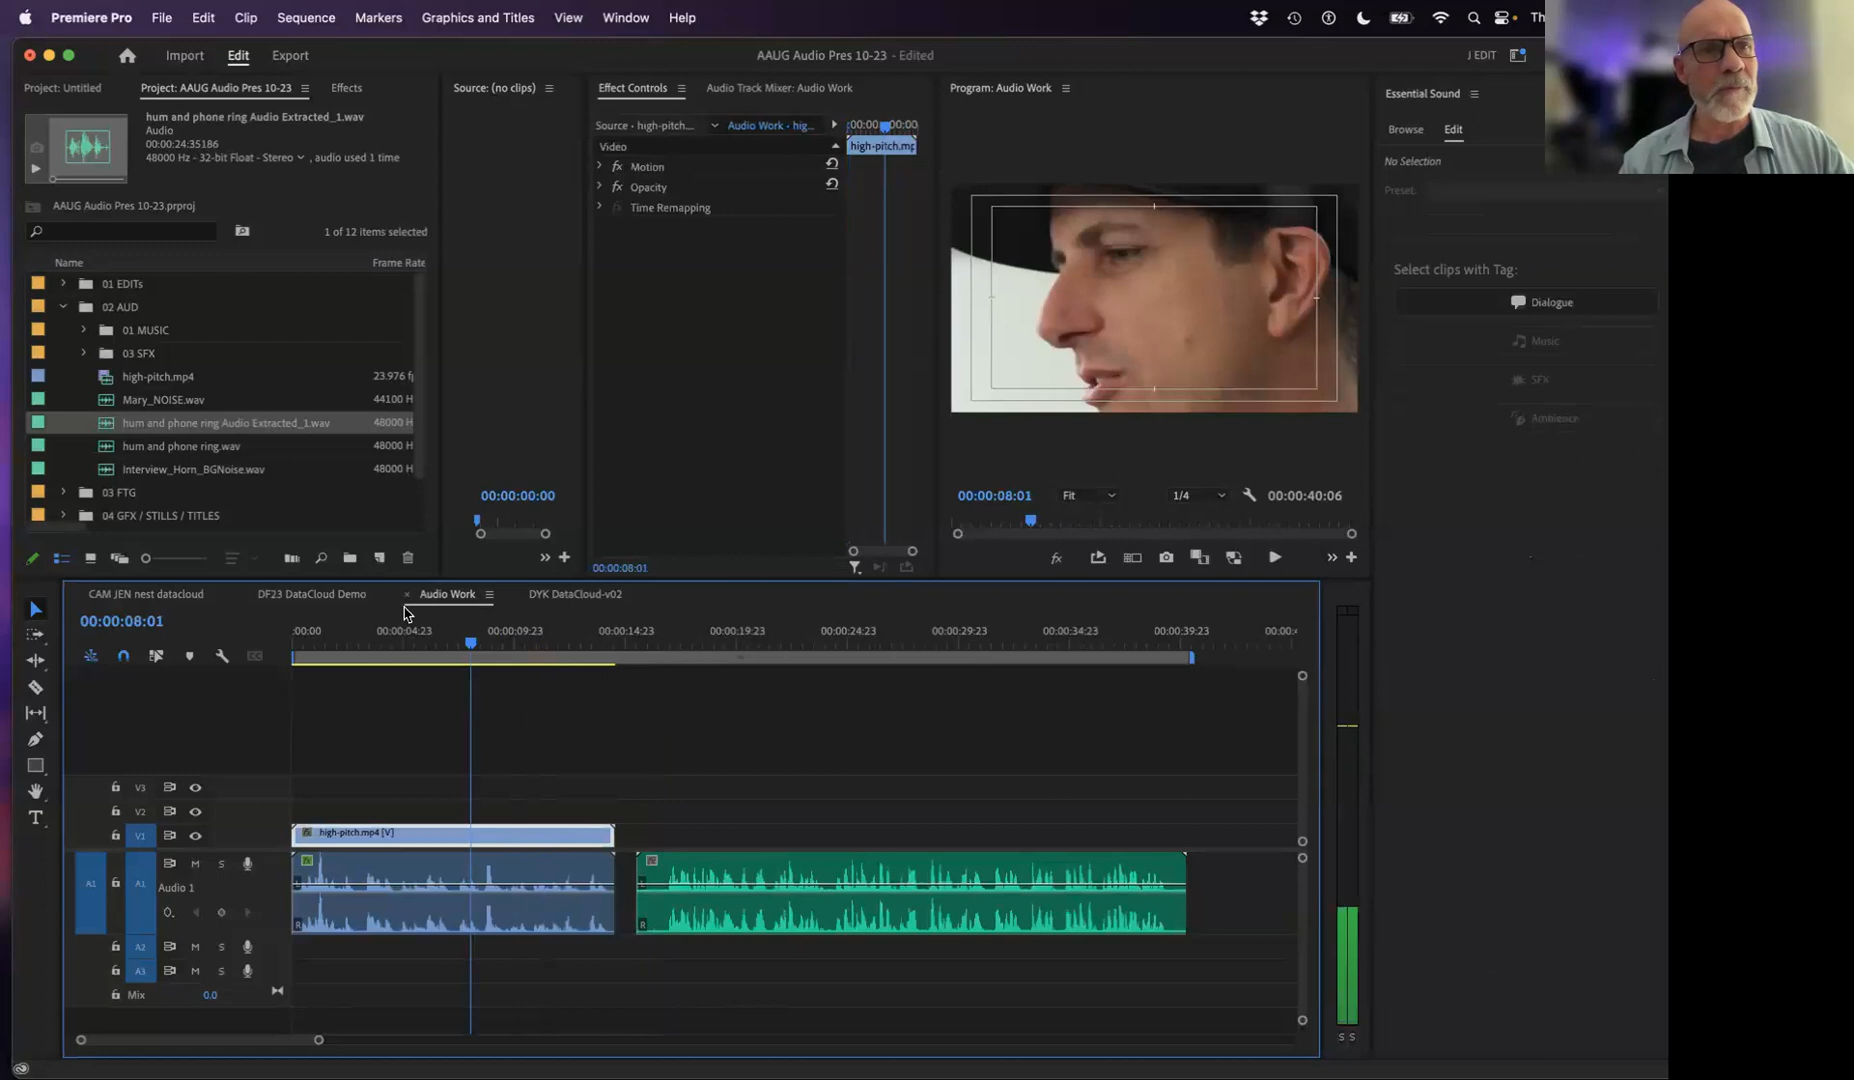 Premiere Pro File Edit Clip Sequence Markers Graphics and Titles View Window Help
Import Edit Export AAUG Audio Pres 10-23 - Edited J EDIT
Project: Untitled Project: AAUG Audio Pres 10-23 Effects
hum and phone ring Audio Extracted_1.wav
Audio
00:00:24:35186
48000 Hz - 32-bit Float - Stereo , audio used 1 time
AAUG Audio Pres 10-23.prproj
1 of 12 items selected
Name Frame Rate
01 EDITs
02 AUD
01 MUSIC
03 SFX
high-pitch.mp4 23.976 f
Mary_NOISE.wav 44100 H
hum and phone ring Audio Extracted_1.wav 48000 H
hum and phone ring.wav 48000 H
Interview_Horn_BGNoise.wav 48000 H
03 FTG
04 GFX / STILLS / TITLES
Source: (no clips)
00:00:00:00
Effect Controls Audio Track Mixer: Audio Work
Source • high-pitch.... Audio Work • hig... :00:00 00:00
Video high-pitch.mp
fx Motion
fx Opacity
fx Time Remapping
00:00:08:01
Program: Audio Work
00:00:08:01 Fit 1/4 00:00:40:06
fx
Essential Sound
Browse Edit
No Selection
Preset:
Select clips with Tag:
Dialogue
Music
SFX
Ambience
CAM JEN nest datacloud DF23 DataCloud Demo × Audio Work DYK DataCloud-v02
00:00:08:01
:00:00 00:00:04:23 00:00:09:23 00:00:14:23 00:00:19:23 00:00:24:23 00:00:29:23 00:00:34:23 00:00:39:23 00:00:4
V3
V2
V1 high-pitch.mp4 [V]
A1 A1 M S
Audio 1
L L
R R
A2 M S
A3 M S
Mix 0.0
S S
T